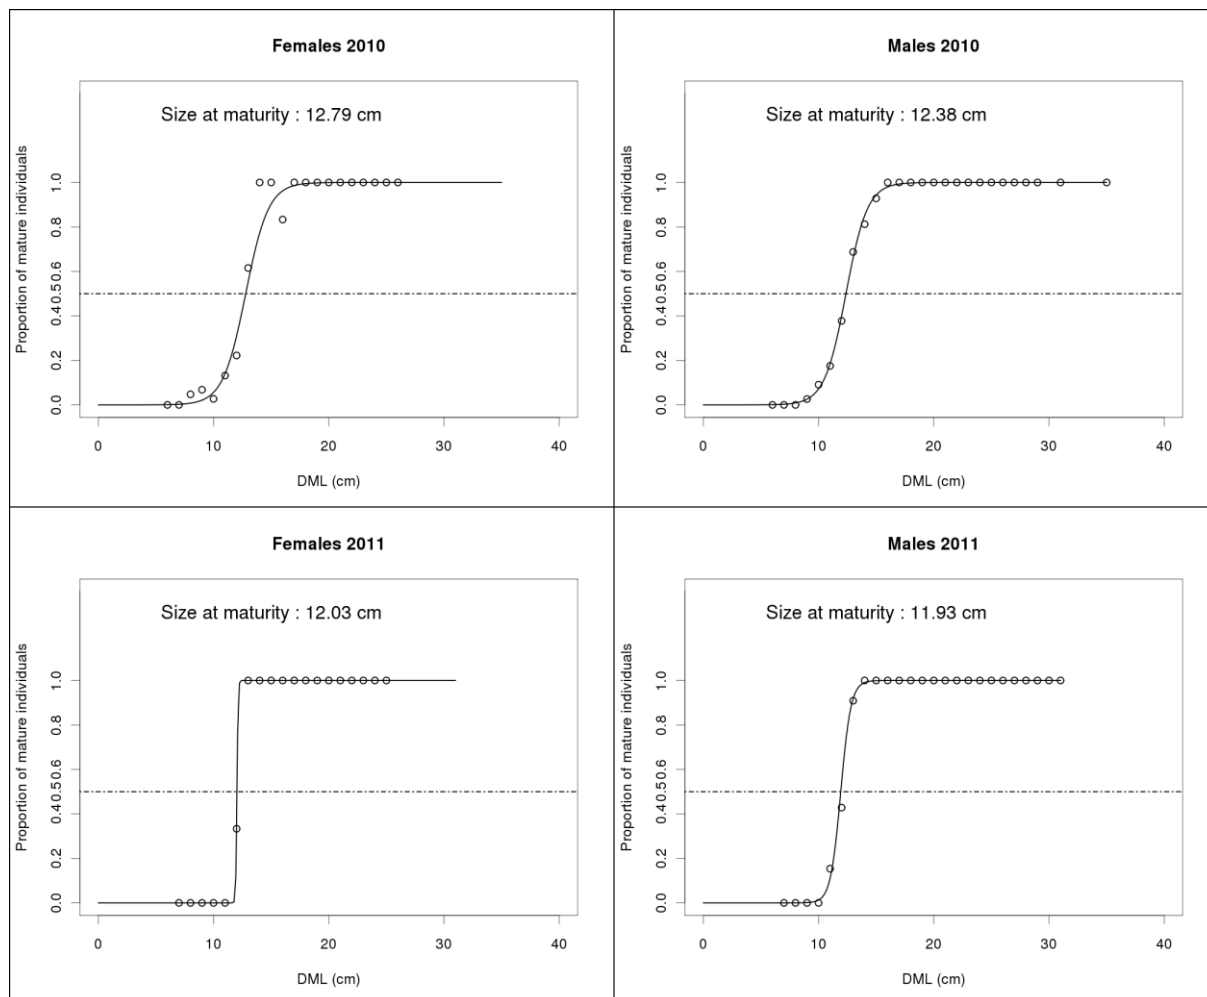 Females 2010
Size at maturity : 12.79 cm
Proportion of mature individuals
1.0
0.8
0.6
0.5
0.4
0.2
0.0
0 10 20 30 40
DML (cm)
Males 2010
Size at maturity : 12.38 cm
Proportion of mature individuals
1.0
0.8
0.6
0.5
0.4
0.2
0.0
0 10 20 30 40
DML (cm)
Females 2011
Size at maturity : 12.03 cm
Proportion of mature individuals
1.0
0.8
0.6
0.5
0.4
0.2
0.0
0 10 20 30 40
DML (cm)
Males 2011
Size at maturity : 11.93 cm
Proportion of mature individuals
1.0
0.8
0.6
0.5
0.4
0.2
0.0
0 10 20 30 40
DML (cm)